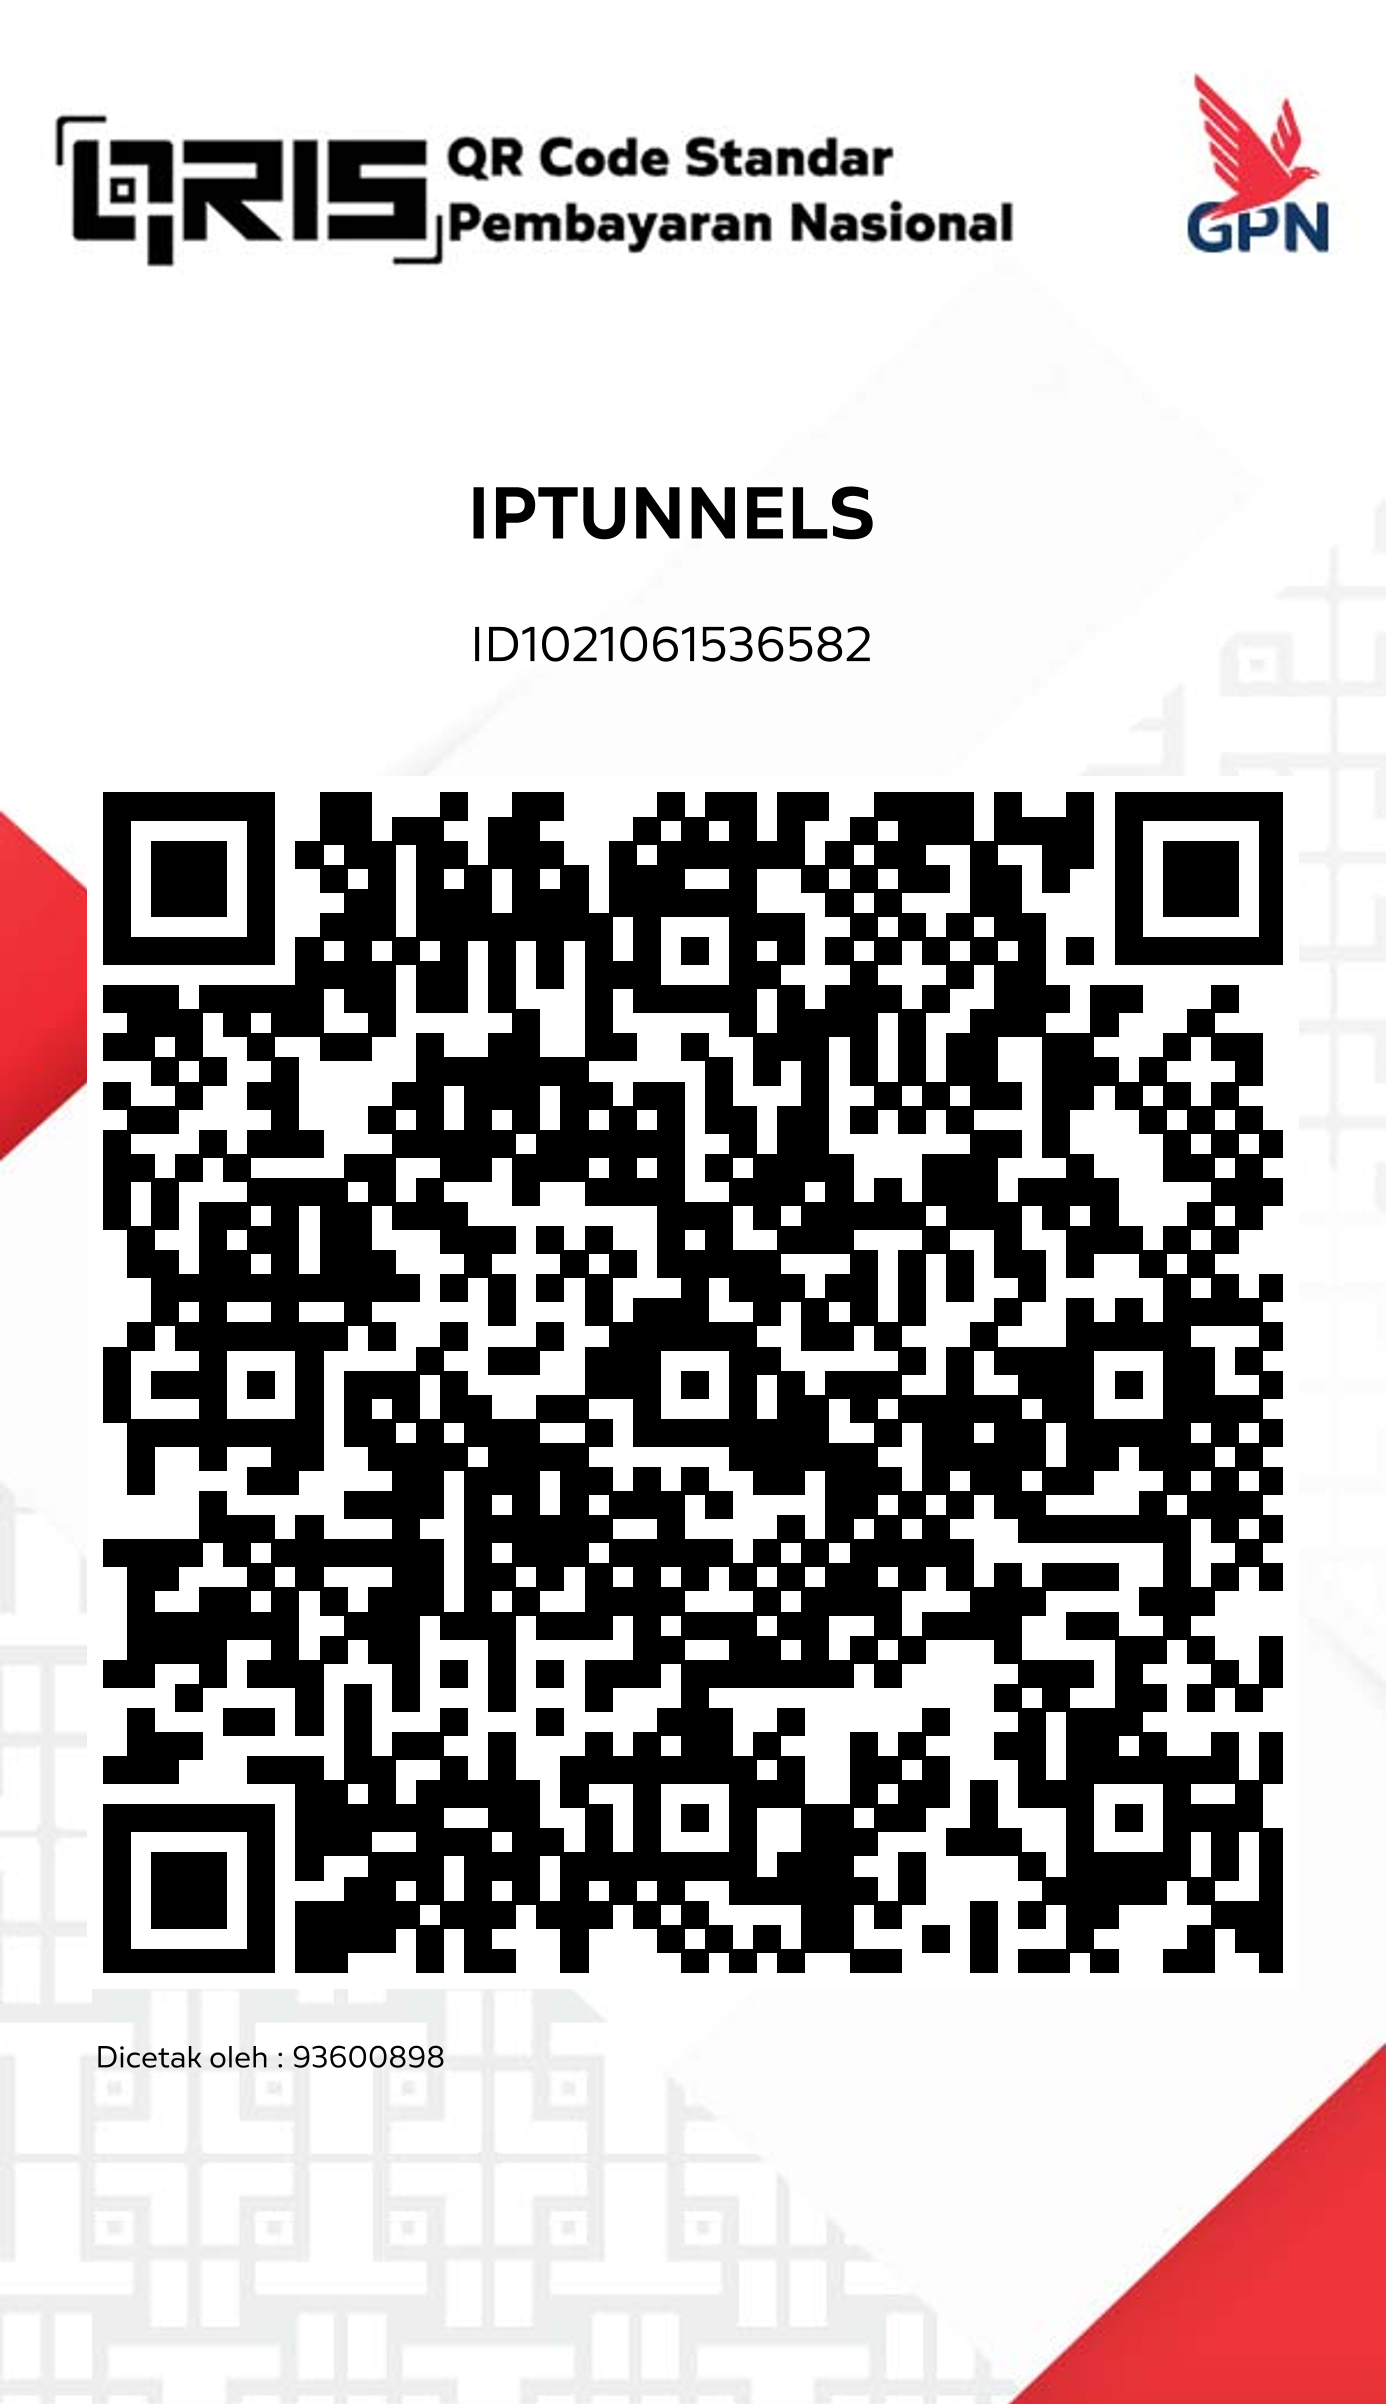 QRIS QR Code Standar
Pembayaran Nasional
GPN
IPTUNNELS
ID1021061536582
Dicetak oleh : 93600898